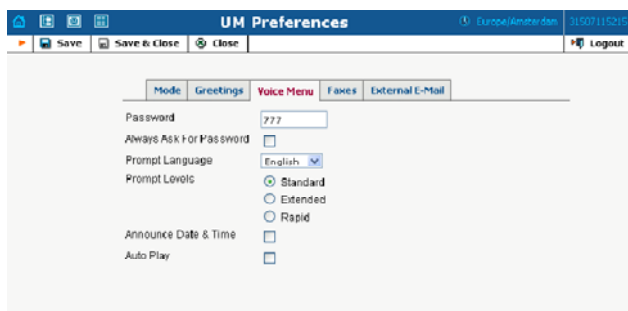 UM Preferences
Europe/Amsterdam
31507115215
Save
Save & Close
Close
Logout
Mode
Greetings
Voice Menu
Faxes
External E-Mail
Password
777
Always Ask For Password
Prompt Language
English
Prompt Levels
Standard
Extended
Rapid
Announce Date & Time
Auto Play